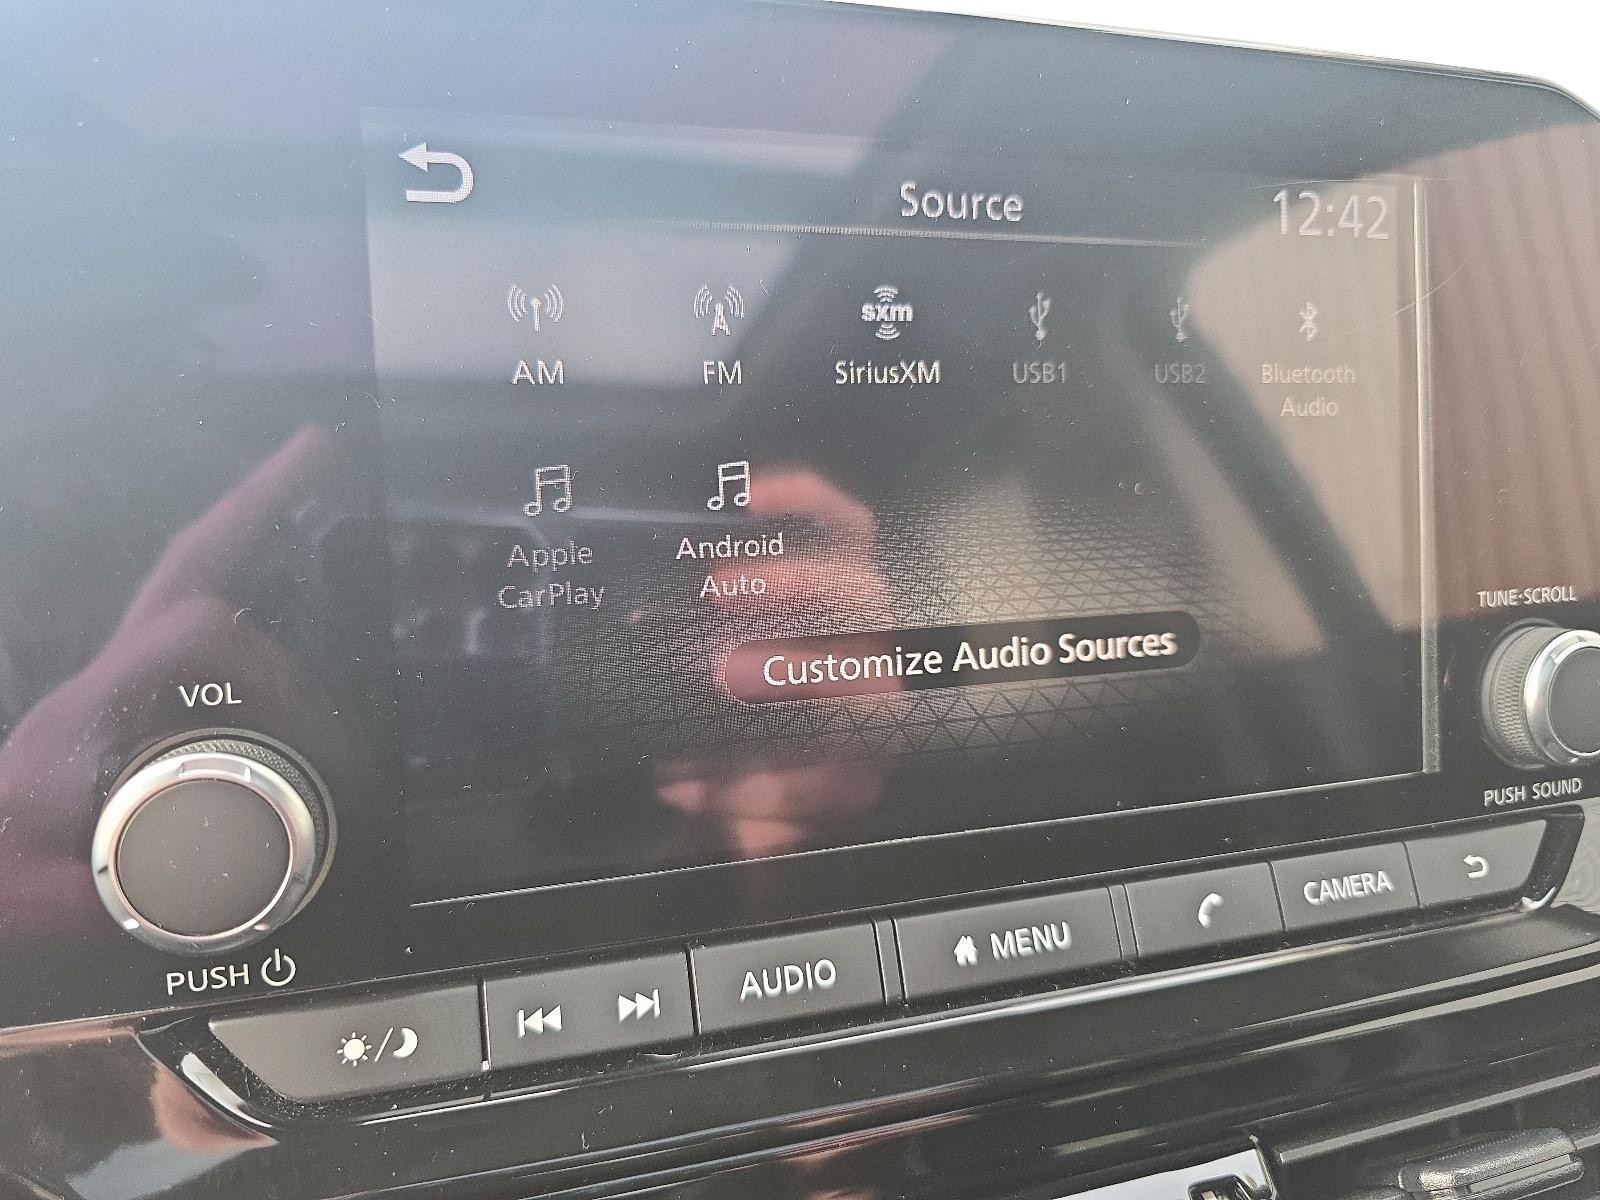 Source
12:42
sxm
AM
FM
SiriusXM
USB1
USB2
Bluetooth
Audio
Apple
CarPlay
Android
Auto
Customize Audio Sources
VOL
PUSH
TUNE·SCROLL
PUSH SOUND
AUDIO
MENU
CAMERA